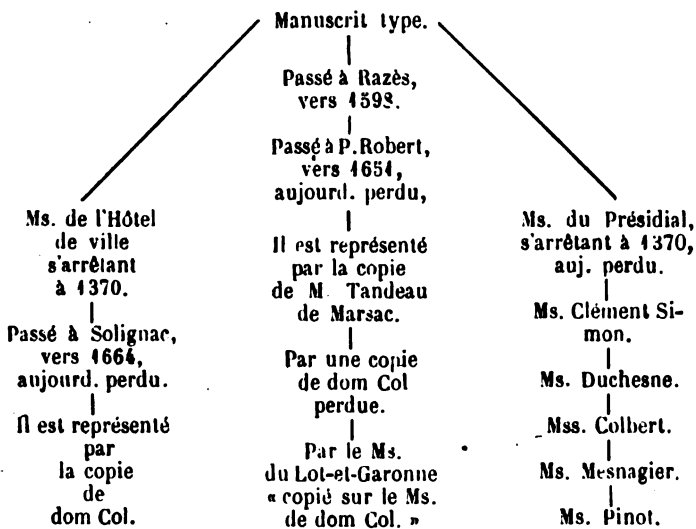 Manuscrit type.
Passé à Razès,
vers 1598.
Passé à P. Robert,
vers 1651,
aujourd. perdu,
Il est représenté
par la copie
de M. Tandeau
de Marsac.
Par une copie
de dom Col
perdue.
Par le Ms.
du Lot-et-Garonne
« copié sur le Ms.
de dom Col. »
Ms. de l'Hôtel
de ville
s'arrêtant
à 1370.
Passé à Solignac,
vers 1664,
aujourd. perdu.
Il est représenté
par
la copie
de
dom Col.
Ms. du Présidial,
s'arrêtant à 1370,
auj. perdu.
Ms. Clément Si-
mon.
Ms. Duchesne.
Mss. Colbert.
Ms. Mesnagier.
Ms. Pinot.